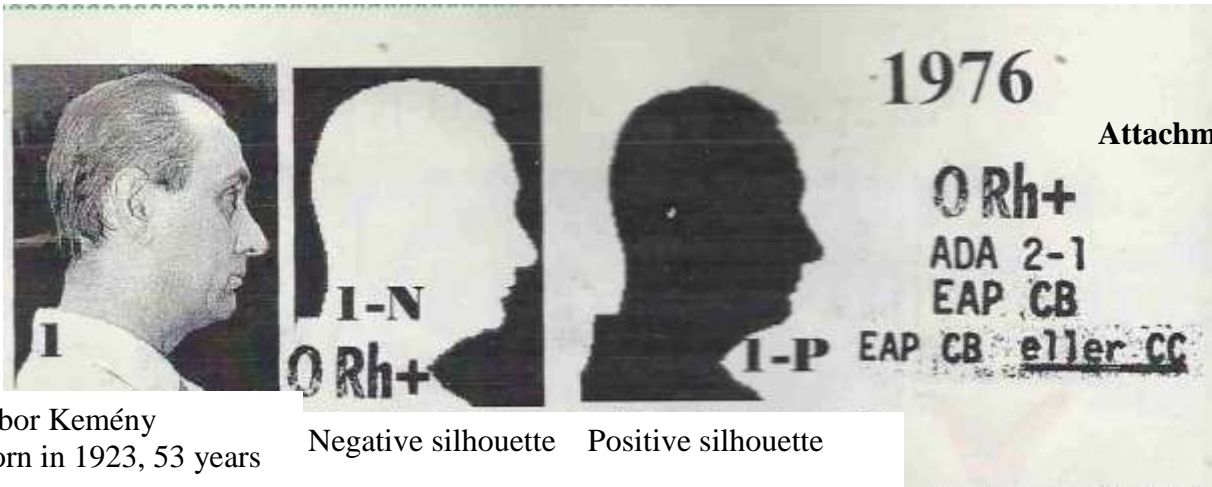 1976
Attachm
O Rh+
ADA 2-1
EAP CB
EAP CB eller CC
1
1-N
O Rh+
1-P
bor Kemény
orn in 1923, 53 years
Negative silhouette
Positive silhouette